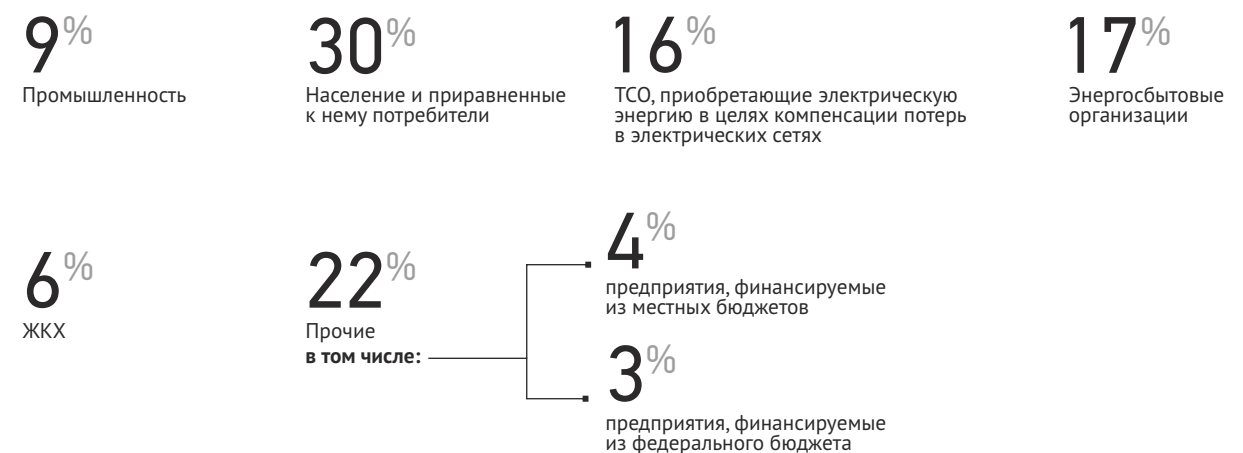 9%
Промышленность
30%
Население и приравненные
к нему потребители
16%
ТСО, приобретающие электрическую
энергию в целях компенсации потерь
в электрических сетях
17%
Энергосбытовые
организации
6%
ЖКХ
22%
Прочие
в том числе:
4%
предприятия, финансируемые
из местных бюджетов
3%
предприятия, финансируемые
из федерального бюджета